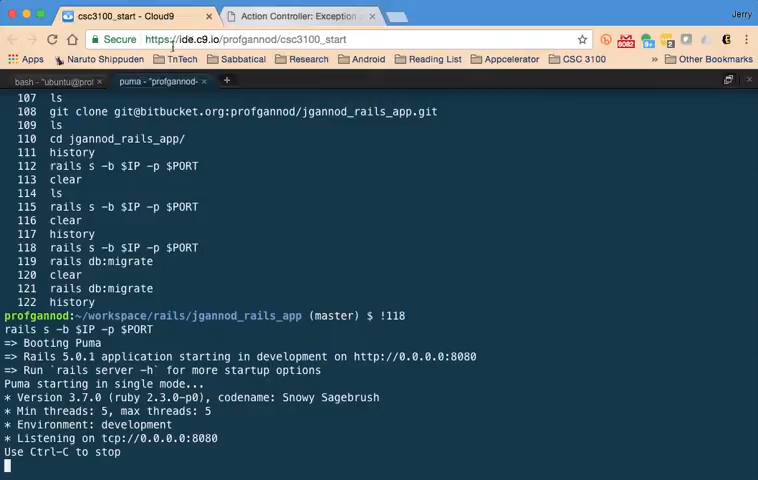 csc3100_start - Cloud9
Action Controller: Exception
Jerry
Secure https://ide.c9.io/profgannod/csc3100_start
8082
Apps Naruto Shippuden TnTech Sabbatical Research Android Reading List Appcelerator CSC 3100 » Other Bookmarks
bash - "ubuntu@pro puma - "profgannod-
107 ls
108 git clone git@bitbucket.org:profgannod/jgannod_rails_app.git
109 ls
110 cd jgannod_rails_app/
111 history
112 rails s -b $IP -p $PORT
113 clear
114 ls
115 rails s -b $IP -p $PORT
116 clear
117 history
118 rails s -b $IP -p $PORT
119 rails db:migrate
120 clear
121 rails db:migrate
122 history
profgannod:~/workspace/rails/jgannod_rails_app (master) $ !118
rails s -b $IP -p $PORT
=> Booting Puma
=> Rails 5.0.1 application starting in development on http://0.0.0.0:8080
=> Run `rails server -h` for more startup options
Puma starting in single mode...
* Version 3.7.0 (ruby 2.3.0-p0), codename: Snowy Sagebrush
* Min threads: 5, max threads: 5
* Environment: development
* Listening on tcp://0.0.0.0:8080
Use Ctrl-C to stop